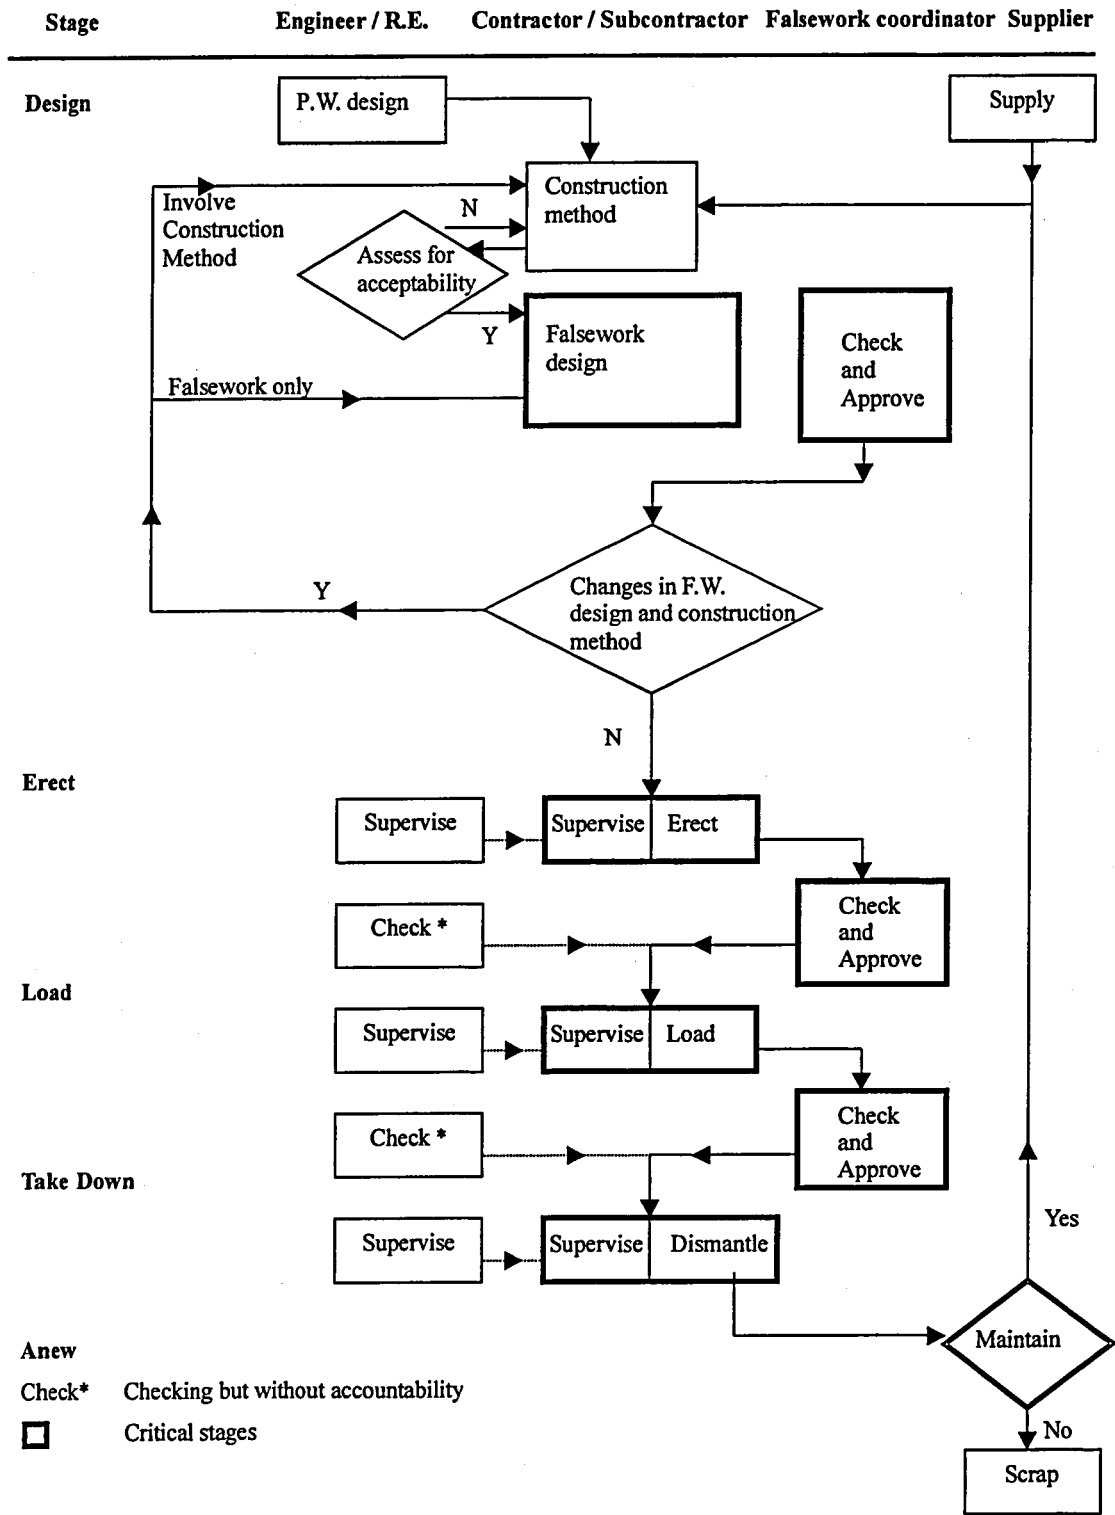 Stage Engineer / R.E. Contractor / Subcontractor Falsework coordinator Supplier
Design
P.W. design
Supply
Construction
method
Involve
Construction
Method
N
Assess for
acceptability
Y
Falsework
design
Check
and
Approve
Falsework only
Changes in F.W.
design and construction
method
Y
N
Erect
Supervise
Supervise Erect
Check
and
Approve
Check *
Load
Supervise
Supervise Load
Check
and
Approve
Check *
Take Down
Supervise
Supervise Dismantle
Yes
Maintain
Anew
Check* Checking but without accountability
Critical stages
No
Scrap